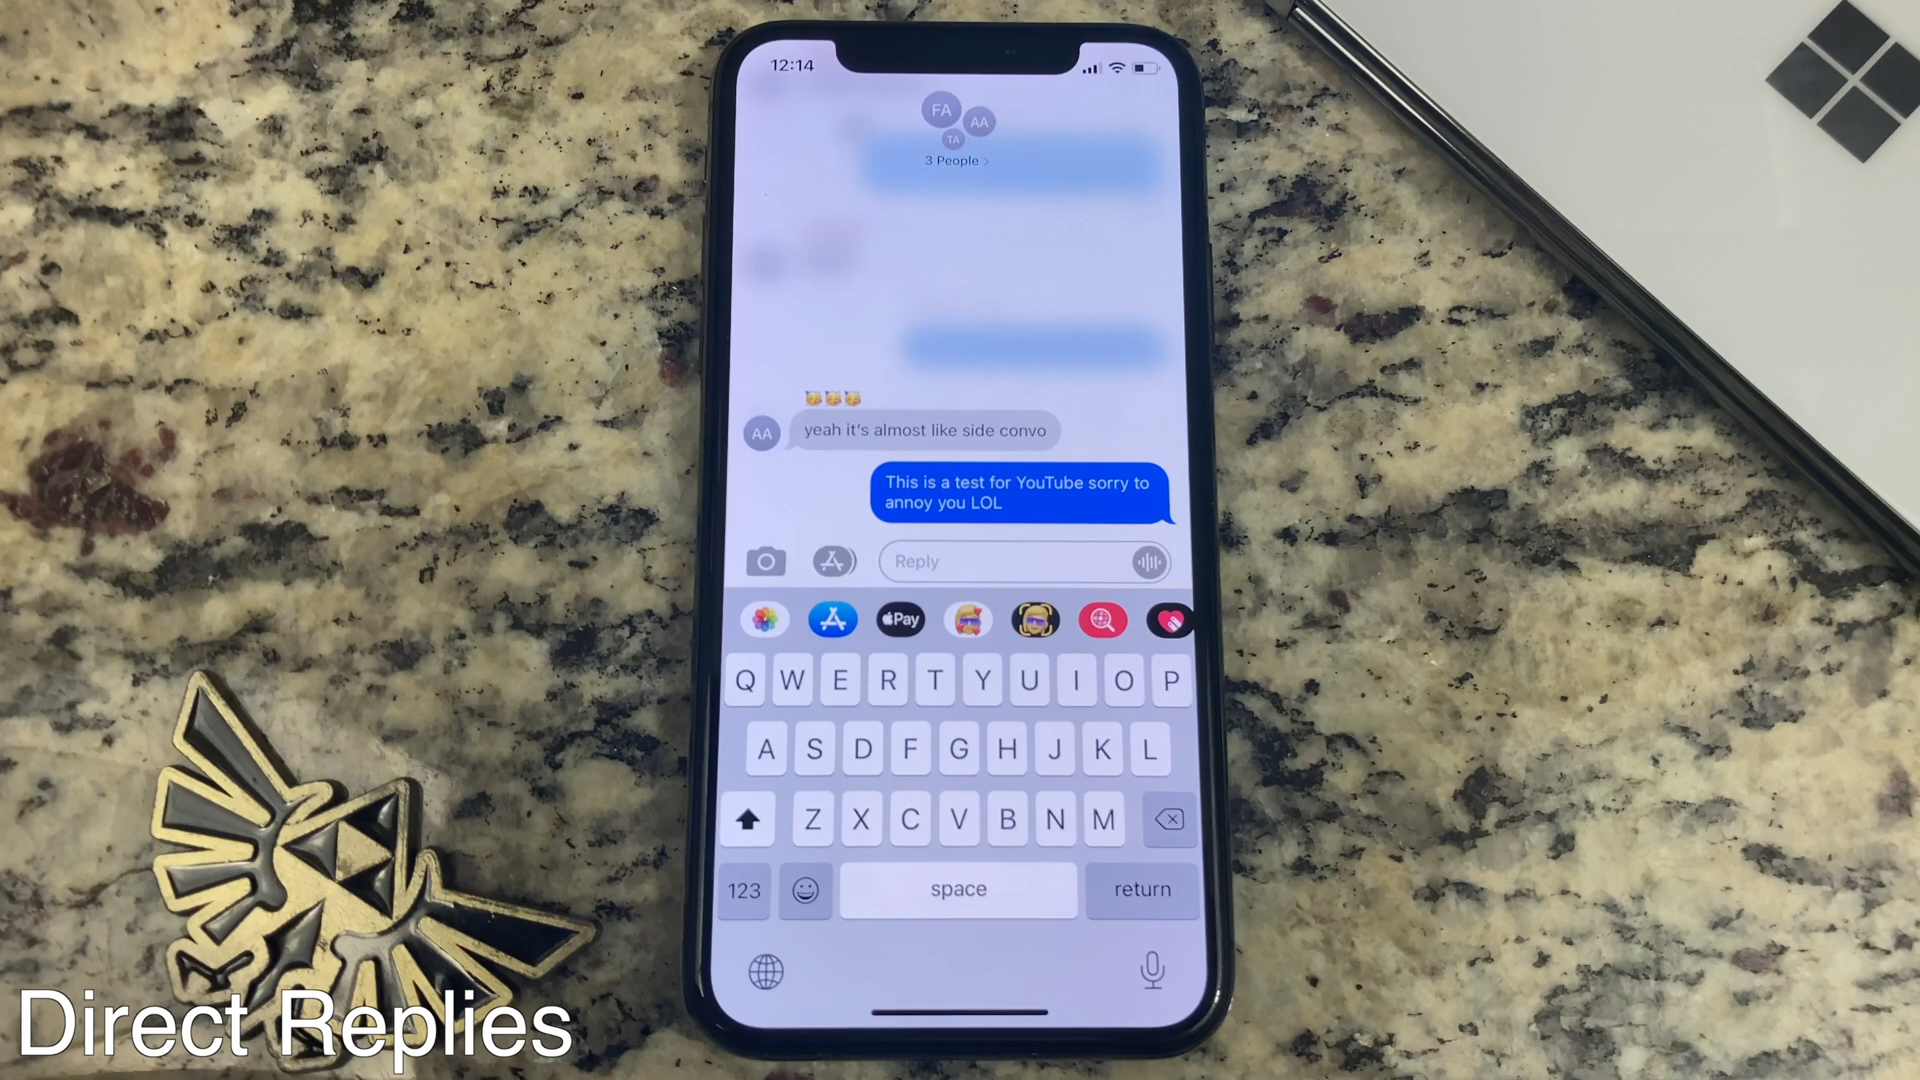 12:14
FA
AA
TA
3 People >
🥳🥳🥳
AA
yeah it's almost like side convo
This is a test for YouTube sorry to
annoy you LOL
Reply
Pay
Q W E R T Y U I O P
A S D F G H J K L
Z X C V B N M
123
space
return
Direct Replies